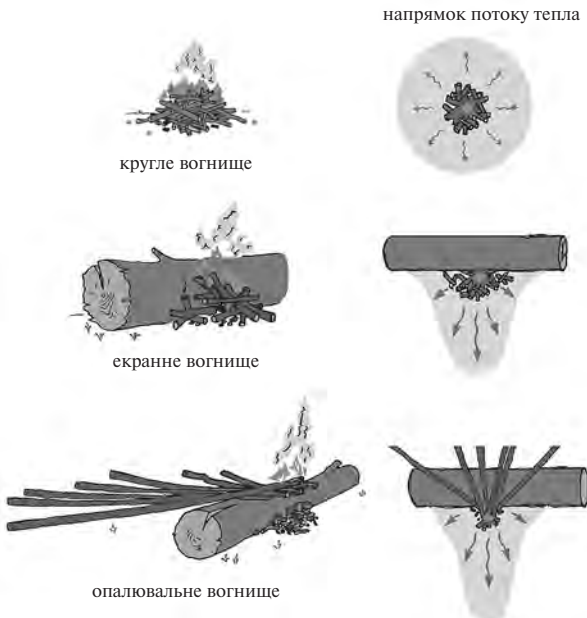 напрямок потоку тепла
кругле вогнище
екранне вогнище
опалювальне вогнище